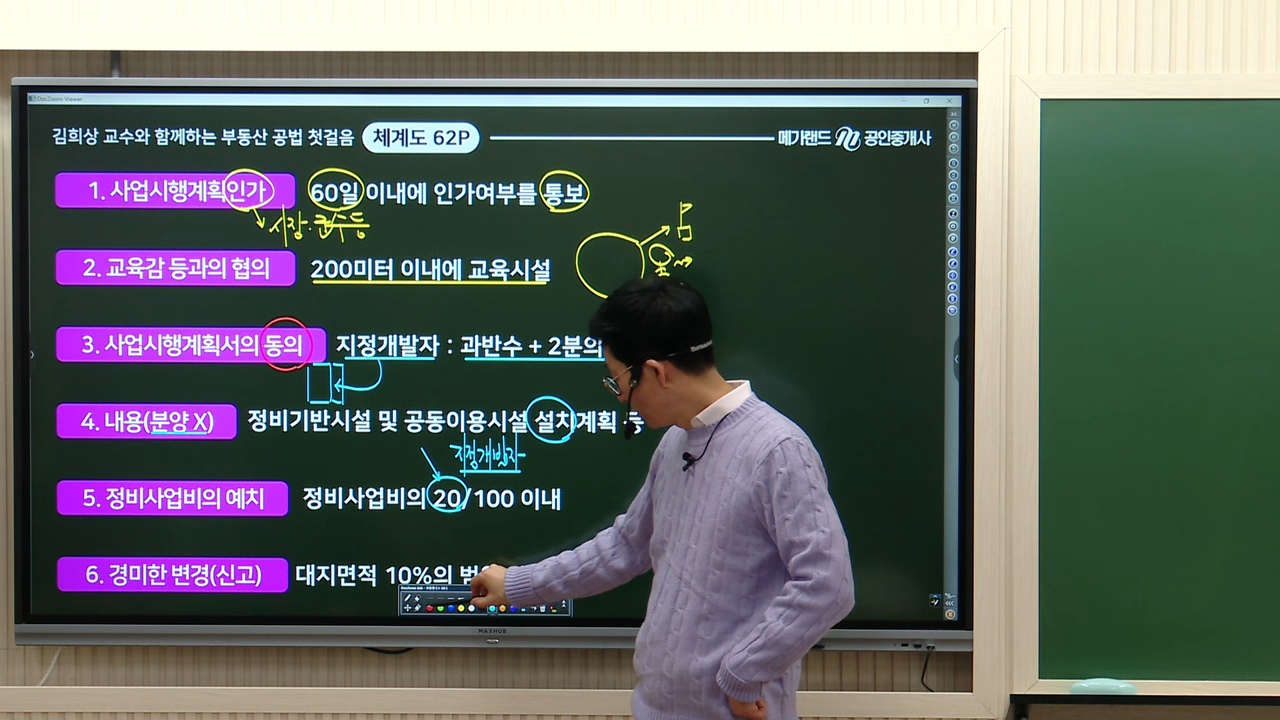 DocZoom Viewer
김희상 교수와 함께하는 부동산 공법 첫걸음 체계도 62P 메가랜드 공인중개사
1. 사업시행계획인가 60일 이내에 인가여부를 통보
시장·군수등
2. 교육감 등과의 협의 200미터 이내에 교육시설
3. 사업시행계획서의 동의 지정개발자 : 과반수 + 2분의
4. 내용(분양 X) 정비기반시설 및 공동이용시설 설치계획 등
지정개발자
5. 정비사업비의 예치 정비사업비의 20/100 이내
6. 경미한 변경(신고) 대지면적 10%의 범
MAXHUB